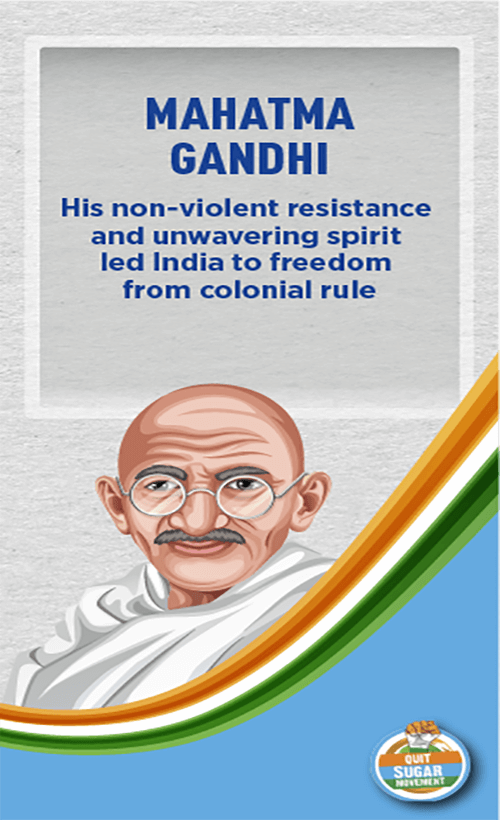 MAHATMA
GANDHI
His non-violent resistance
and unwavering spirit
led India to freedom
from colonial rule
QUIT
SUGAR
MOVEMENT